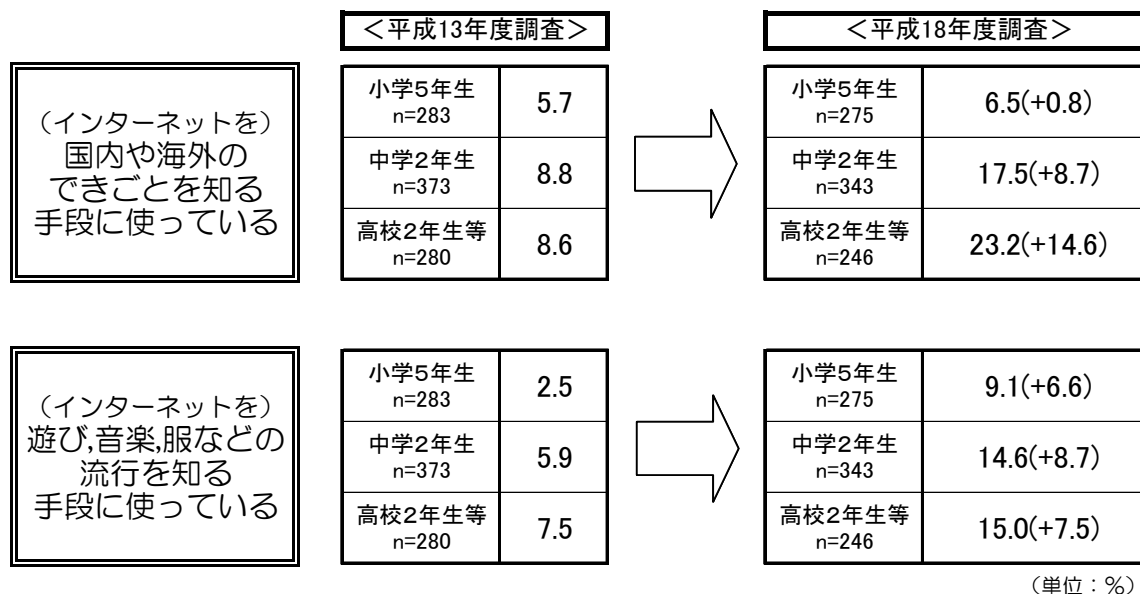 ＜平成13年度調査＞
＜平成18年度調査＞
（インターネットを）
国内や海外の
できごとを知る
手段に使っている
小学5年生
n=283
5.7
中学2年生
n=373
8.8
高校2年生等
n=280
8.6
小学5年生
n=275
6.5(+0.8)
中学2年生
n=343
17.5(+8.7)
高校2年生等
n=246
23.2(+14.6)
（インターネットを）
遊び,音楽,服などの
流行を知る
手段に使っている
小学5年生
n=283
2.5
中学2年生
n=373
5.9
高校2年生等
n=280
7.5
小学5年生
n=275
9.1(+6.6)
中学2年生
n=343
14.6(+8.7)
高校2年生等
n=246
15.0(+7.5)
（単位：％）